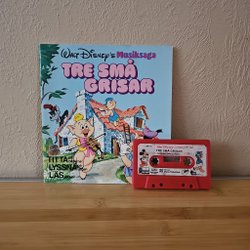 Walt Disney's Musiksaga
TRE SMÅ
GRISAR
TITTA
LYSSNA
LÄS
TRE SMÅ GRISAR